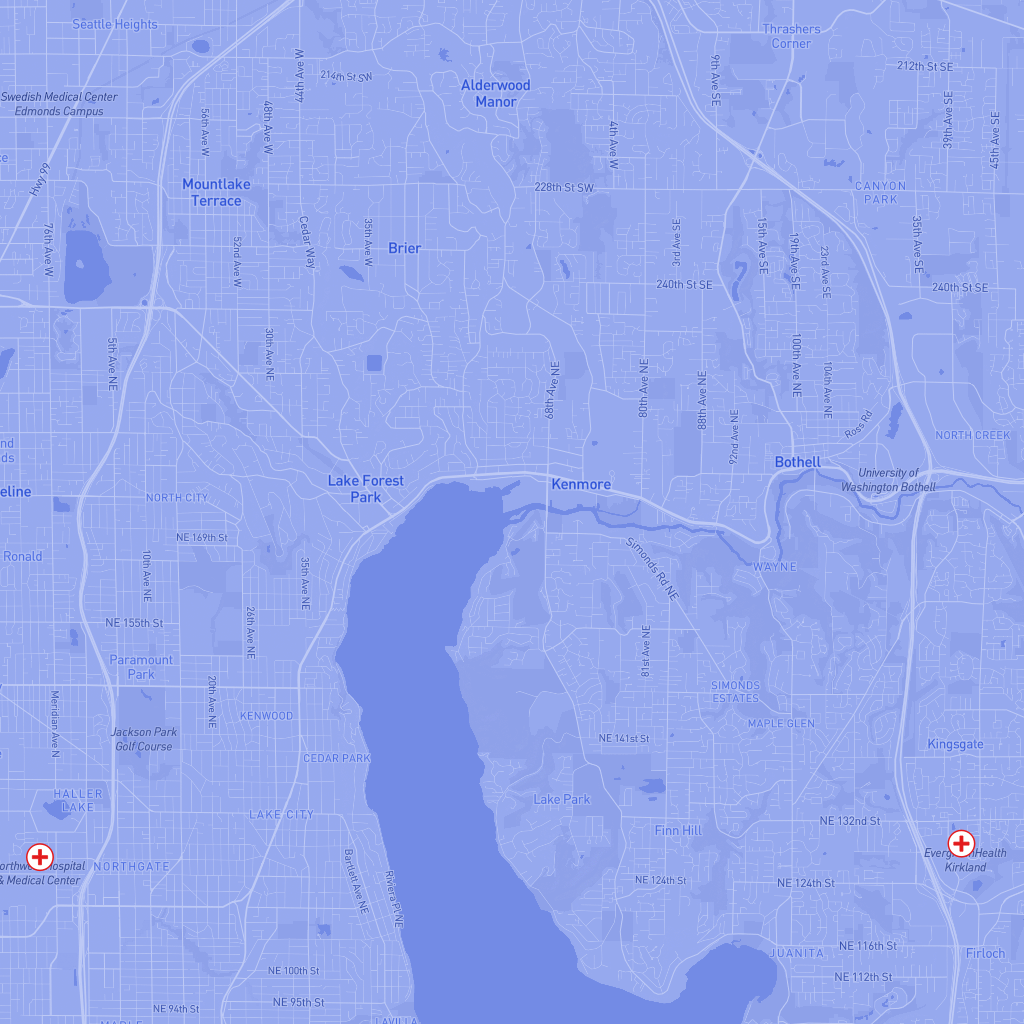 Seattle Heights
Thrashers
Corner
Swedish Medical Center
Edmonds Campus
Hwy 99
44th Ave W
214th St SW
48th Ave W
56th Ave W
Alderwood
Manor
9th Ave SE
212th St SE
39th Ave SE
45th Ave SE
4th Ave W
Mountlake
Terrace
228th St SW
CANYON
PARK
76th Ave W
52nd Ave W
Cedar Way
35th Ave W
Brier
3rd Ave SE
15th Ave SE
19th Ave SE
23rd Ave SE
35th Ave SE
240th St SE
240th St SE
5th Ave NE
30th Ave NE
68th Ave NE
80th Ave NE
88th Ave NE
92nd Ave NE
100th Ave NE
104th Ave NE
Ross Rd
NORTH CREEK
nd
ds
eline
NORTH CITY
Lake Forest
Park
Kenmore
Bothell
University of
Washington Bothell
Ronald
NE 169th St
10th Ave NE
35th Ave NE
26th Ave NE
Simonds Rd NE
WAYNE
NE 155th St
81st Ave NE
Paramount
Park
20th Ave NE
Meridian Ave N
KENWOOD
SIMONDS
ESTATES
MAPLE GLEN
Jackson Park
Golf Course
CEDAR PARK
NE 141st St
Kingsgate
HALLER
LAKE
LAKE CITY
Lake Park
Finn Hill
NE 132nd St
Hospital
& Medical Center
NORTHGATE
Bartlett Ave NE
Riviera Pl NE
Health
Kirkland
NE 124th St
NE 124th St
JUANITA
NE 116th St
NE 112th St
Firloch
NE 100th St
NE 95th St
NE 94th St